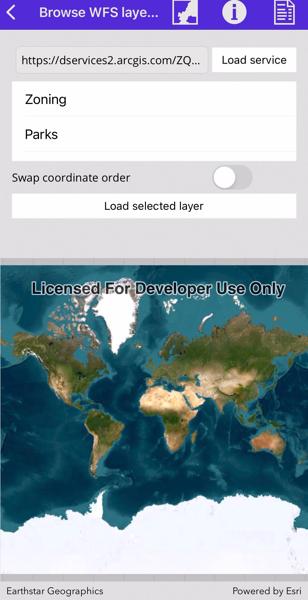 Browse WFS laye...
https://dservices2.arcgis.com/ZQ...
Load service
Zoning
Parks
Swap coordinate order
Load selected layer
Licensed For Developer Use Only
Earthstar Geographics
Powered by Esri